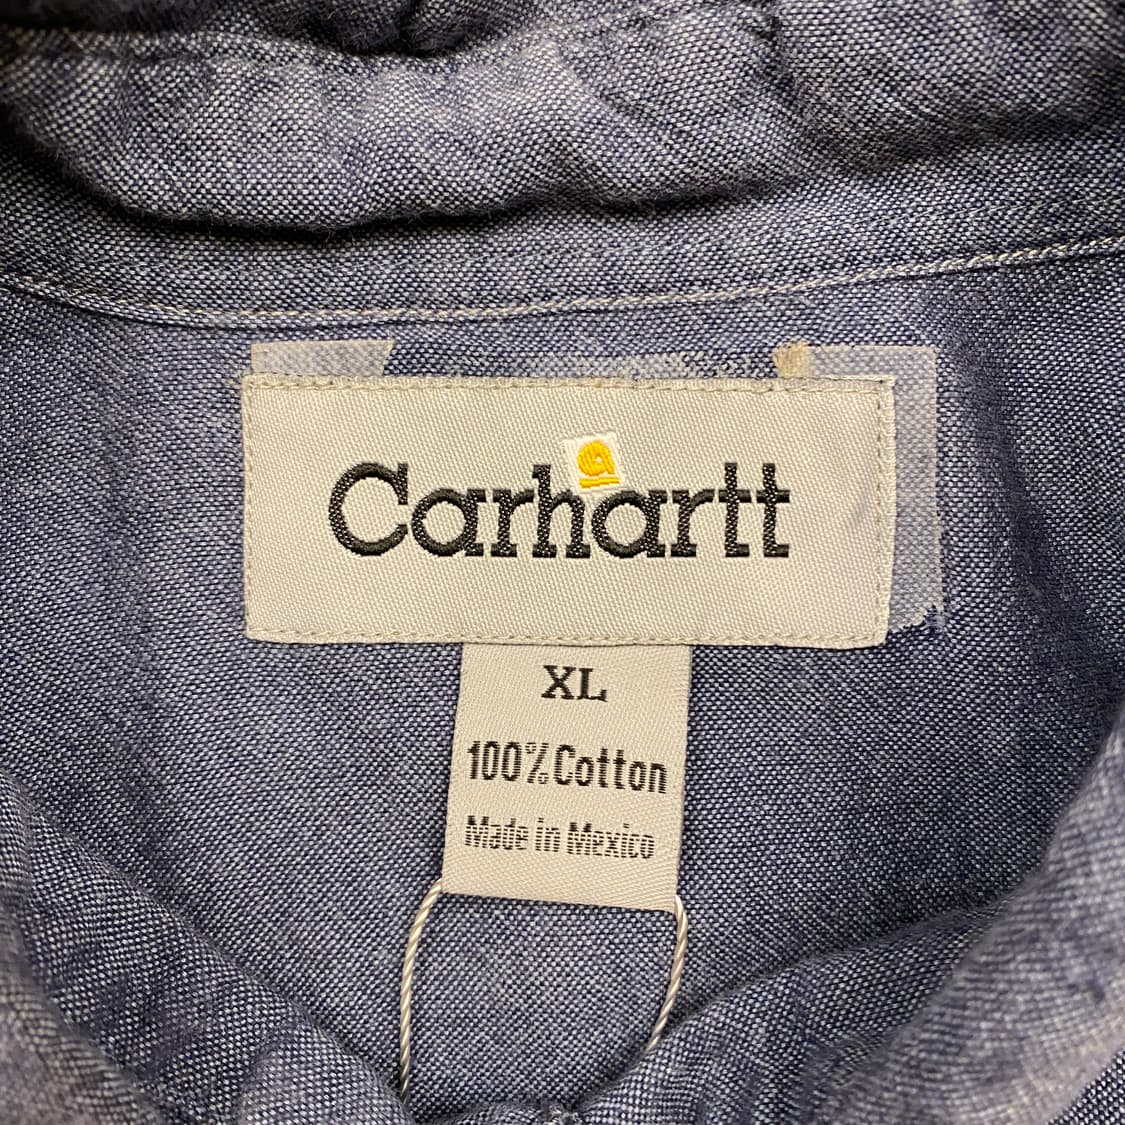 Carhartt
XL
100% Cotton
Made in Mexico